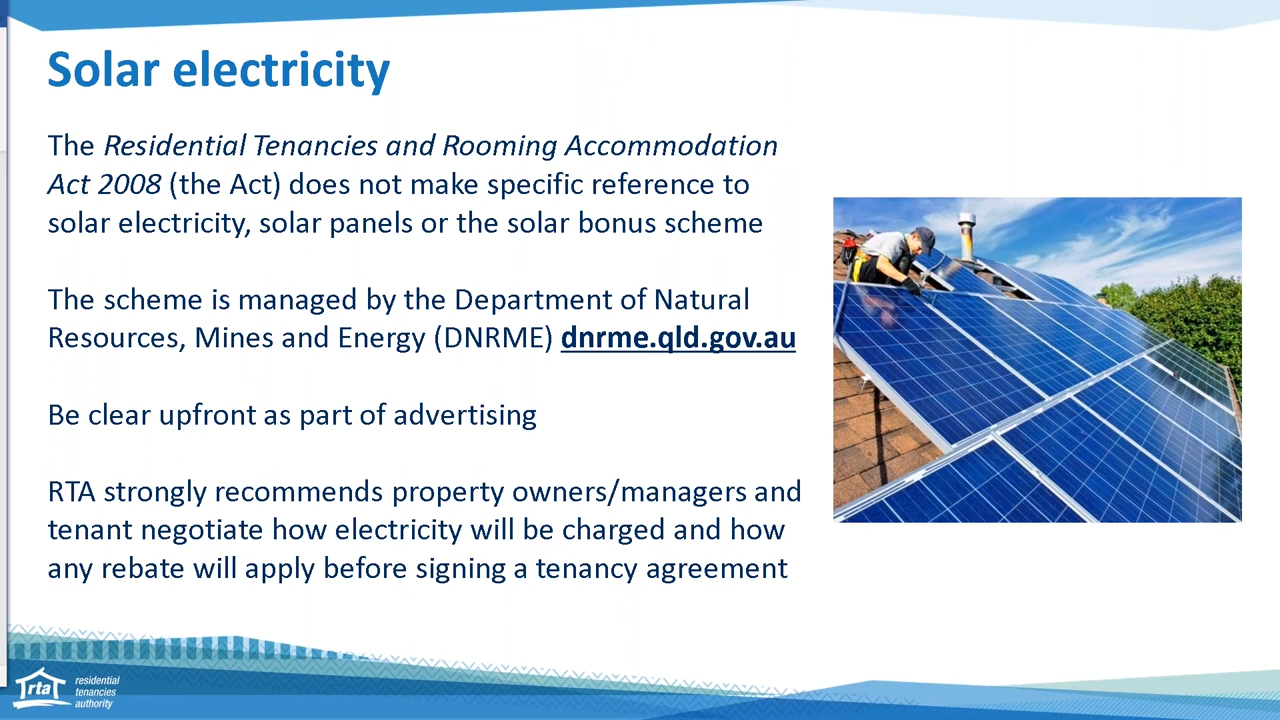 Solar electricity
The Residential Tenancies and Rooming Accommodation
Act 2008 (the Act) does not make specific reference to
solar electricity, solar panels or the solar bonus scheme
The scheme is managed by the Department of Natural
Resources, Mines and Energy (DNRME) dnrme.qld.gov.au
Be clear upfront as part of advertising
RTA strongly recommends property owners/managers and
tenant negotiate how electricity will be charged and how
any rebate will apply before signing a tenancy agreement
rta
residential
tenancies
authority